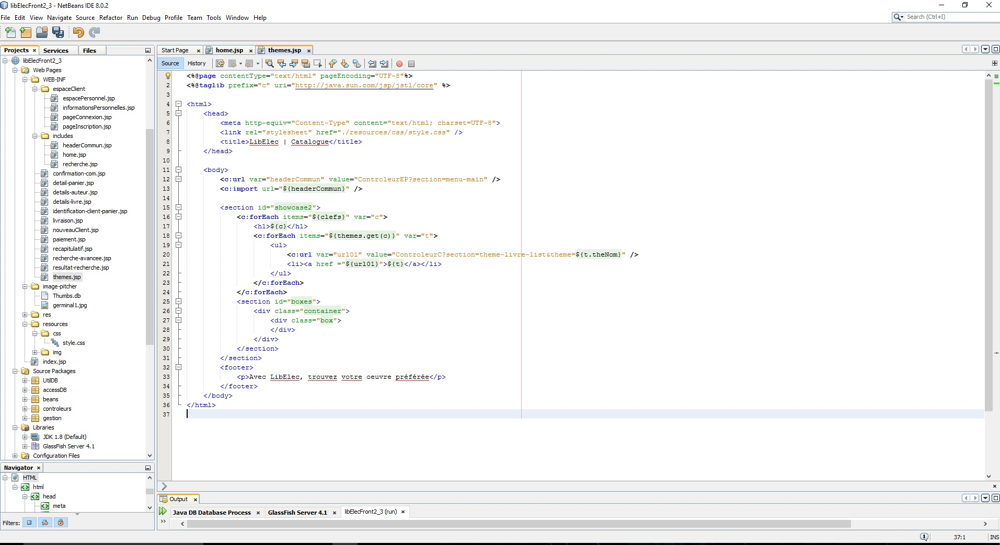 libElecFront2_3 - NetBeans IDE 8.0.2
File Edit View Navigate Source Refactor Run Debug Profile Team Tools Window Help
Search (Ctrl+I)
Projects Services Files
libElecFront2_3
Web Pages
WEB-INF
espaceClient
espacePersonnel.jsp
informationsPersonnelles.jsp
pageConnexion.jsp
pageInscription.jsp
includes
headerCommun.jsp
home.jsp
recherche.jsp
confirmation-com.jsp
detail-panier.jsp
details-auteur.jsp
details-livre.jsp
identification-client-panier.jsp
livraison.jsp
nouveauClient.jsp
paiement.jsp
recapitulatif.jsp
recherche-avancee.jsp
resultat-recherche.jsp
themes.jsp
image-pitcher
Thumbs.db
germinal1.jpg
res
resources
css
style.css
img
index.jsp
Source Packages
UtilDB
accessDB
beans
controleurs
gestion
Libraries
JDK 1.8 (Default)
GlassFish Server 4.1
Configuration Files
Navigator
HTML
html
head
meta
Filters:
Start Page home.jsp themes.jsp
Source History
<%@page contentType="text/html" pageEncoding="UTF-8"%>
2 <%@taglib prefix="c" uri="http://java.sun.com/jsp/jstl/core" %>
3
4 <html>
5 <head>
6 <meta http-equiv="Content-Type" content="text/html; charset=UTF-8">
7 <link rel="stylesheet" href="./resources/css/style.css" />
8 <title>LibElec | Catalogue</title>
9 </head>
10
11 <body>
12 <c:url var="headerCommun" value="ControleurEP?section=menu-main" />
13 <c:import url="${headerCommun}" />
14
15 <section id="showcase2">
16 <c:forEach items="${clefs}" var="c">
17 <h1>${c}</h1>
18 <c:forEach items="${themes.get(c)}" var="t">
19 <ul>
20 <c:url var="url01" value="ControleurC?section=theme-livre-list&theme=${t.theNom}" />
21 <li><a href ="${url01}">${t}</a></li>
22 </ul>
23 </c:forEach>
24 </c:forEach>
25 <section id="boxes">
26 <div class="container">
27 <div class="box">
28 </div>
29 </div>
30 </section>
31 </section>
32 <footer>
33 <p>Avec LibElec, trouvez votre oeuvre préférée</p>
34 </footer>
35 </body>
36 </html>
37
Output
Java DB Database Process GlassFish Server 4.1 libElecFront2_3 (run)
1 37:1 INS